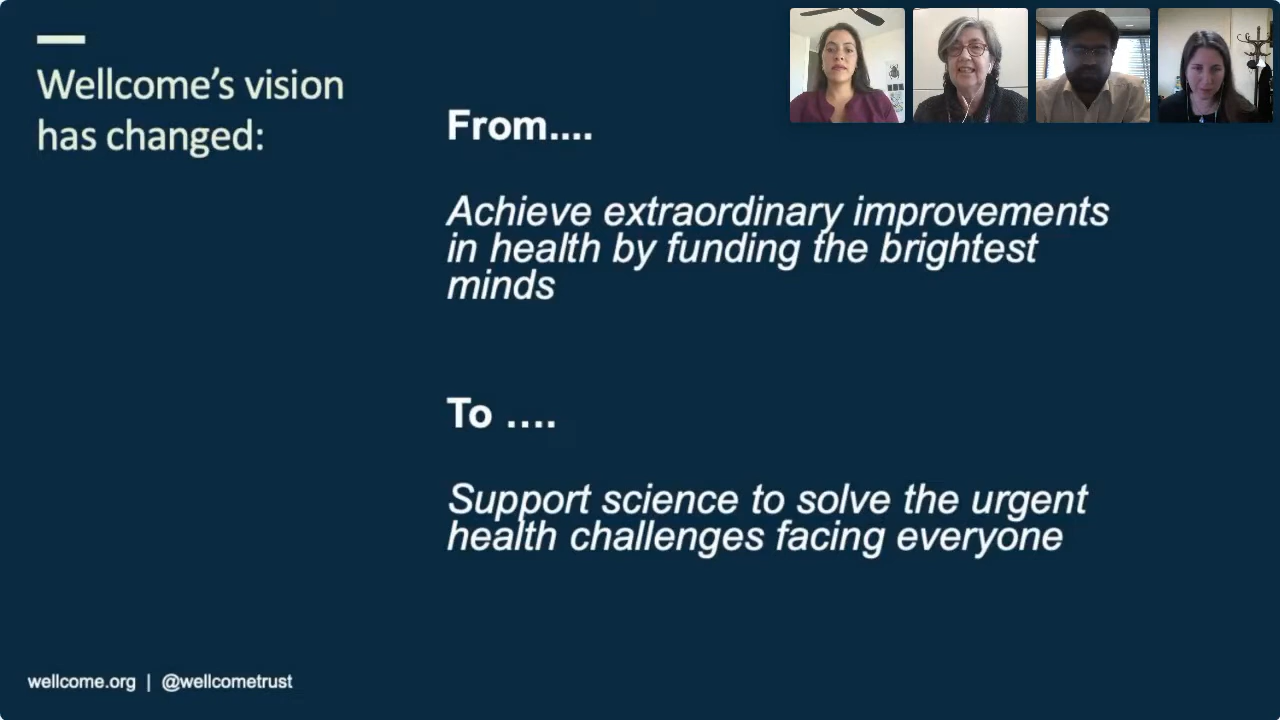 Wellcome’s vision
has changed:
From....
Achieve extraordinary improvements
in health by funding the brightest
minds
To ....
Support science to solve the urgent
health challenges facing everyone
wellcome.org | @wellcometrust